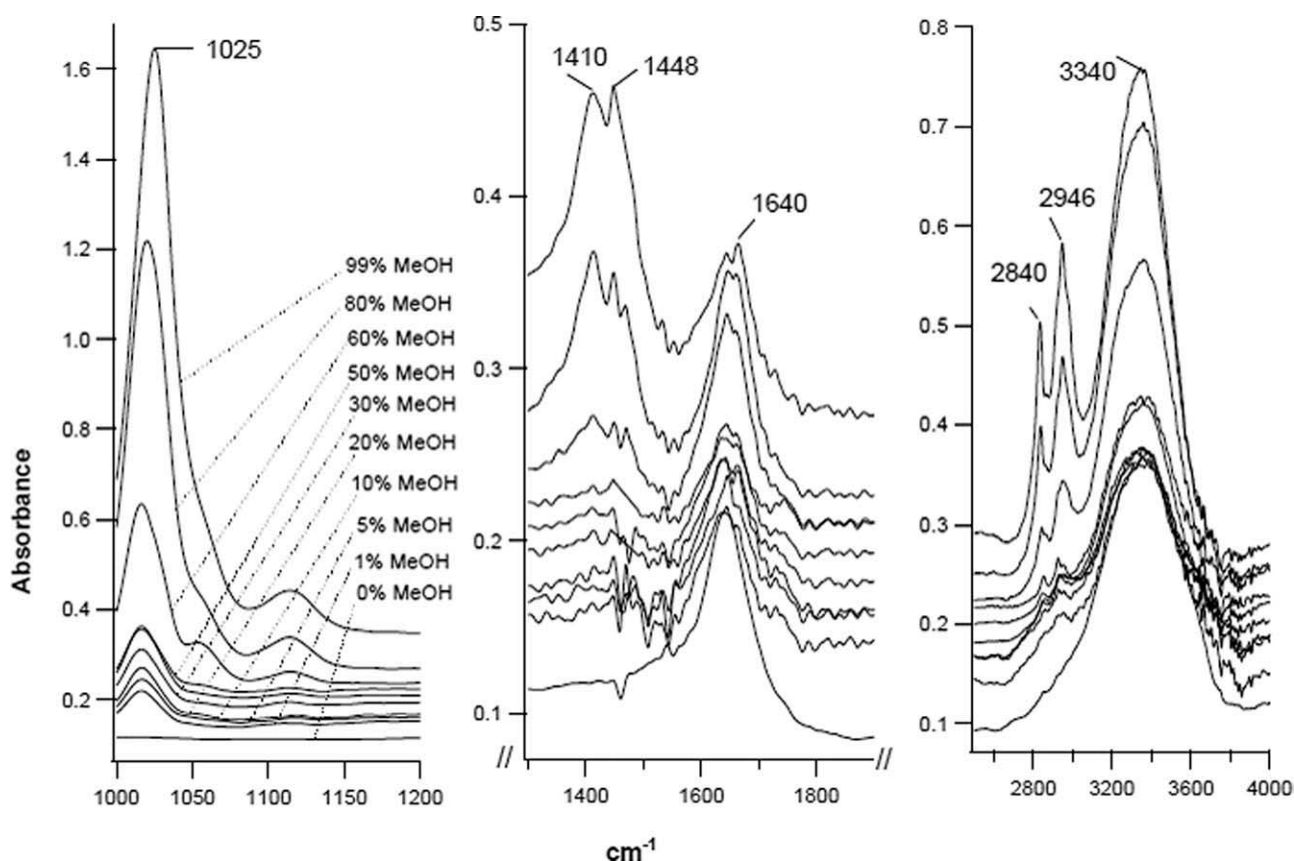 Absorbance
1025
1.6
1.4
1.2
1.0
0.8
0.6
0.4
0.2
99% MeOH
80% MeOH
60% MeOH
50% MeOH
30% MeOH
20% MeOH
10% MeOH
5% MeOH
1% MeOH
0% MeOH
1000 1050 1100 1150 1200
0.5
0.4
0.3
0.2
0.1
1410
1448
1640
//
1400 1600 1800
//
0.8
0.7
0.6
0.5
0.4
0.3
0.2
0.1
3340
2946
2840
2800 3200 3600 4000
cm-1